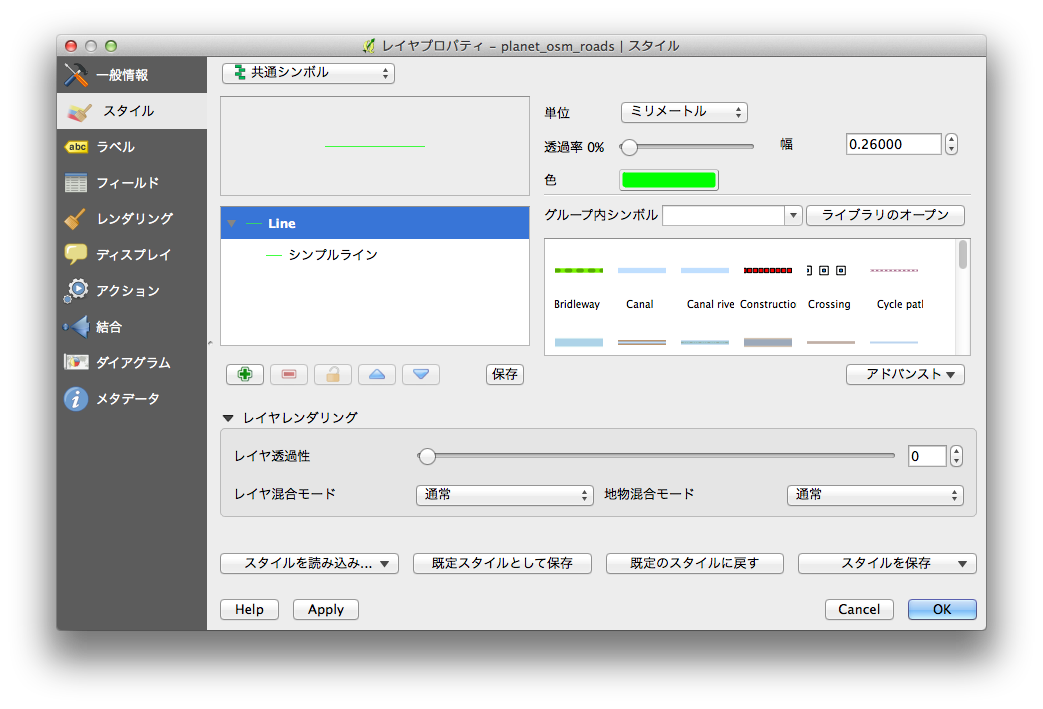 レイヤプロパティ - planet_osm_roads | スタイル
一般情報
スタイル
abc ラベル
フィールド
レンダリング
ディスプレイ
アクション
結合
ダイアグラム
メタデータ
共通シンボル
単位 ミリメートル
透過率 0% 幅 0.26000
色
Line
シンプルライン
グループ内シンボル ライブラリのオープン
Bridleway Canal Canal rive Constructio Crossing Cycle patl
保存 アドバンスト
レイヤレンダリング
レイヤ透過性 0
レイヤ混合モード 通常 地物混合モード 通常
スタイルを読み込み... 既定スタイルとして保存 既定のスタイルに戻す スタイルを保存
Help Apply Cancel OK